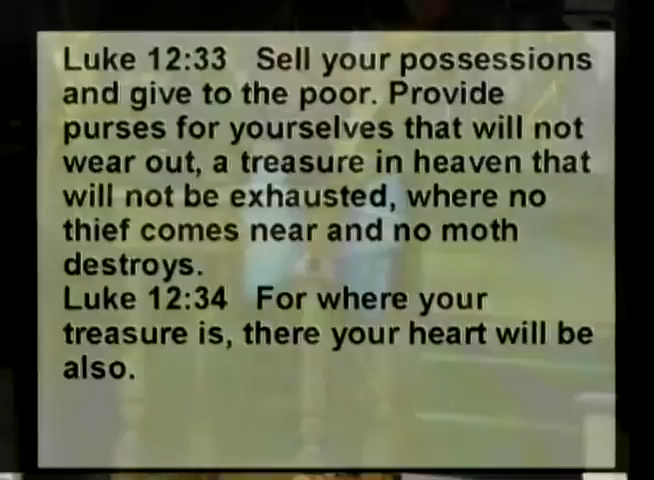 Luke 12:33 Sell your possessions
and give to the poor. Provide
purses for yourselves that will not
wear out, a treasure in heaven that
will not be exhausted, where no
thief comes near and no moth
destroys.
Luke 12:34 For where your
treasure is, there your heart will be
also.